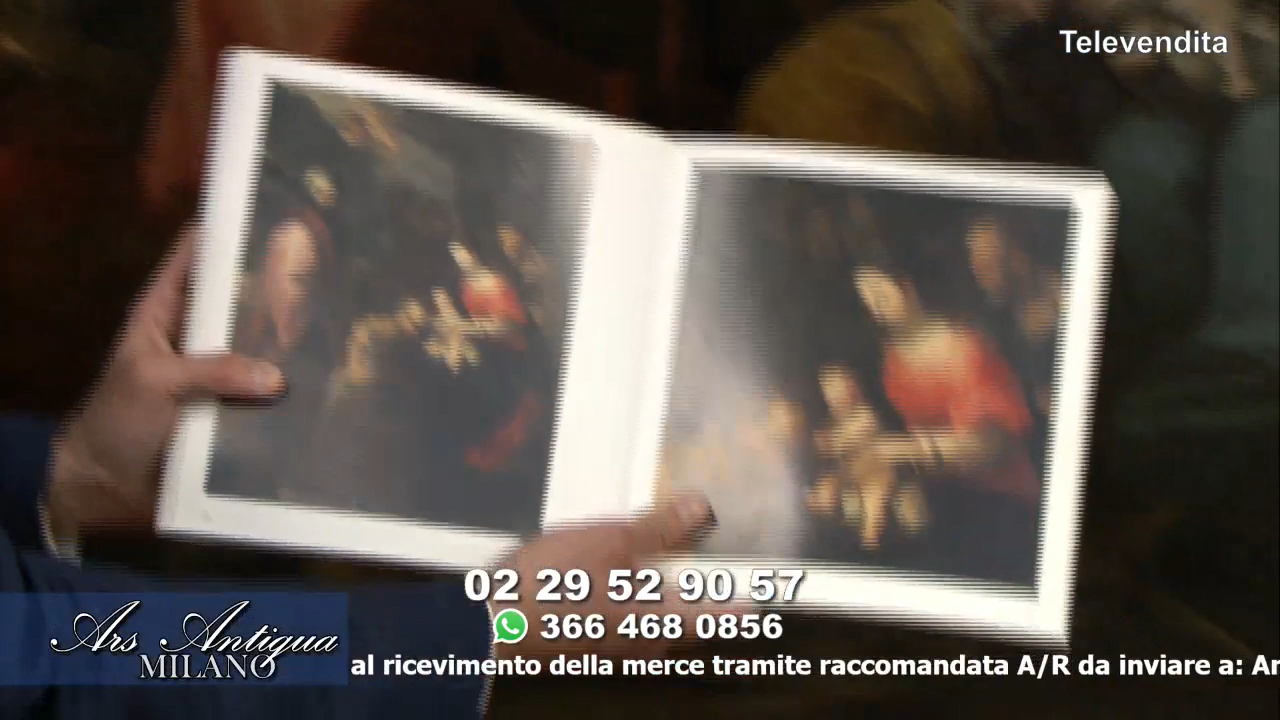 Televendita
02 29 52 90 57
366 468 0856
Ars Antiqua
MILANO
al ricevimento della merce tramite raccomandata A/R da inviare a: Ar